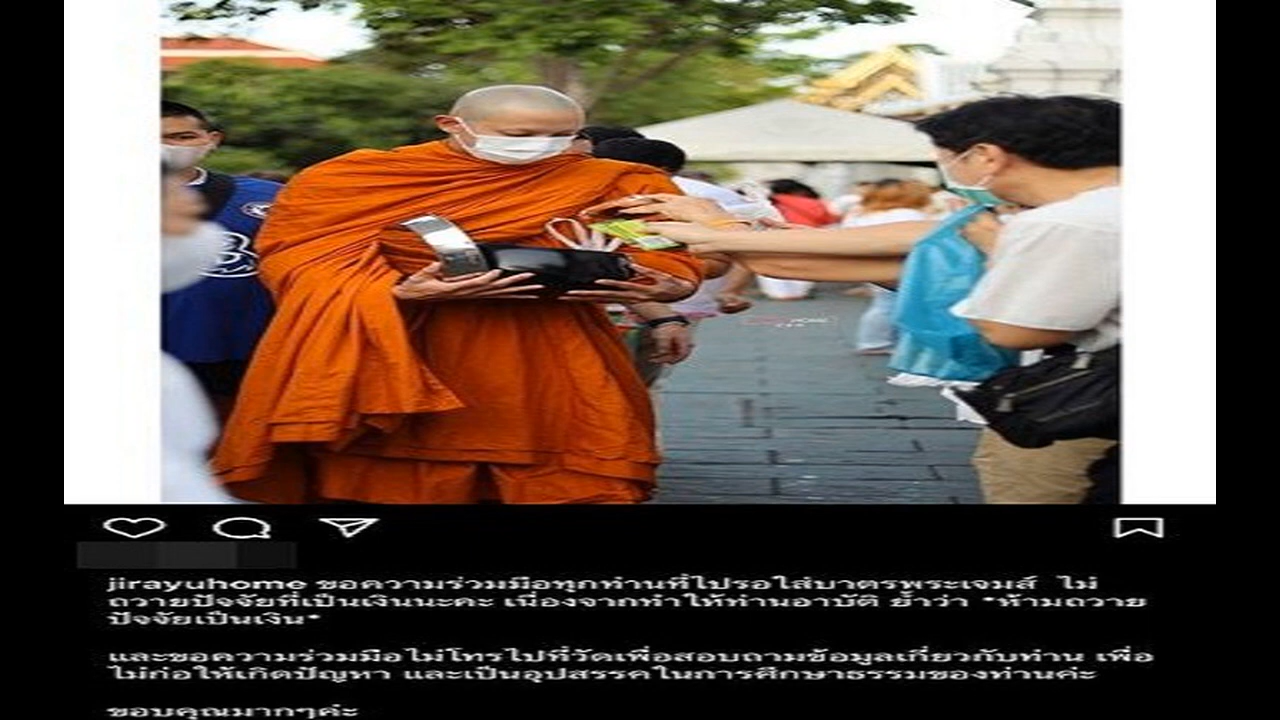 jirayuhome ขอความร่วมมือทุกท่านที่ไปรอใส่บาตรพระเจมส์ ไม่
ถวายปัจจัยที่เป็นเงินนะคะ เนื่องจากทำให้ท่านอาบัติ ย้ำว่า "ห้ามถวาย
ปัจจัยเป็นเงิน"
และขอความร่วมมือไม่โทรไปที่วัดเพื่อสอบถามข้อมูลเกี่ยวกับท่าน เพื่อ
ไม่ก่อให้เกิดปัญหา และเป็นอุปสรรคในการศึกษาธรรมของท่านค่ะ
ขอบคุณมากๆค่ะ